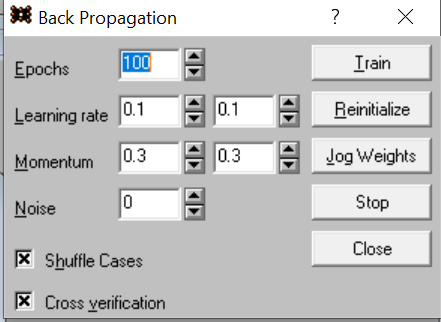 Back Propagation ?
Epochs 100 Train
Learning rate 0.1 0.1 Reinitialize
Momentum 0.3 0.3 Jog Weights
Noise 0 Stop
Close
Shuffle Cases
Cross verification